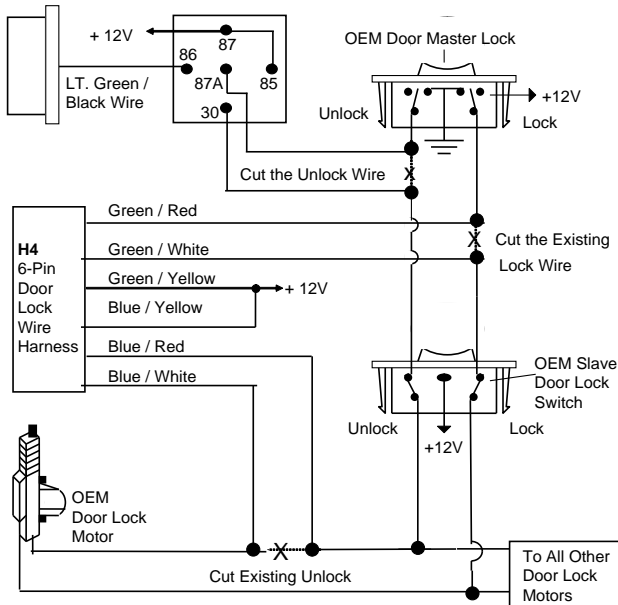 + 12V
87
86
87A
85
30
LT. Green /
Black Wire
OEM Door Master Lock
+12V
Unlock
Lock
Cut the Unlock Wire
X
Green / Red
H4
6-Pin
Door
Lock
Wire
Harness
Green / White
X
Cut the Existing
Lock Wire
Green / Yellow
+ 12V
Blue / Yellow
Blue / Red
Blue / White
OEM Slave
Door Lock
Switch
Unlock
Lock
+12V
OEM
Door Lock
Motor
X
Cut Existing Unlock
To All Other
Door Lock
Motors